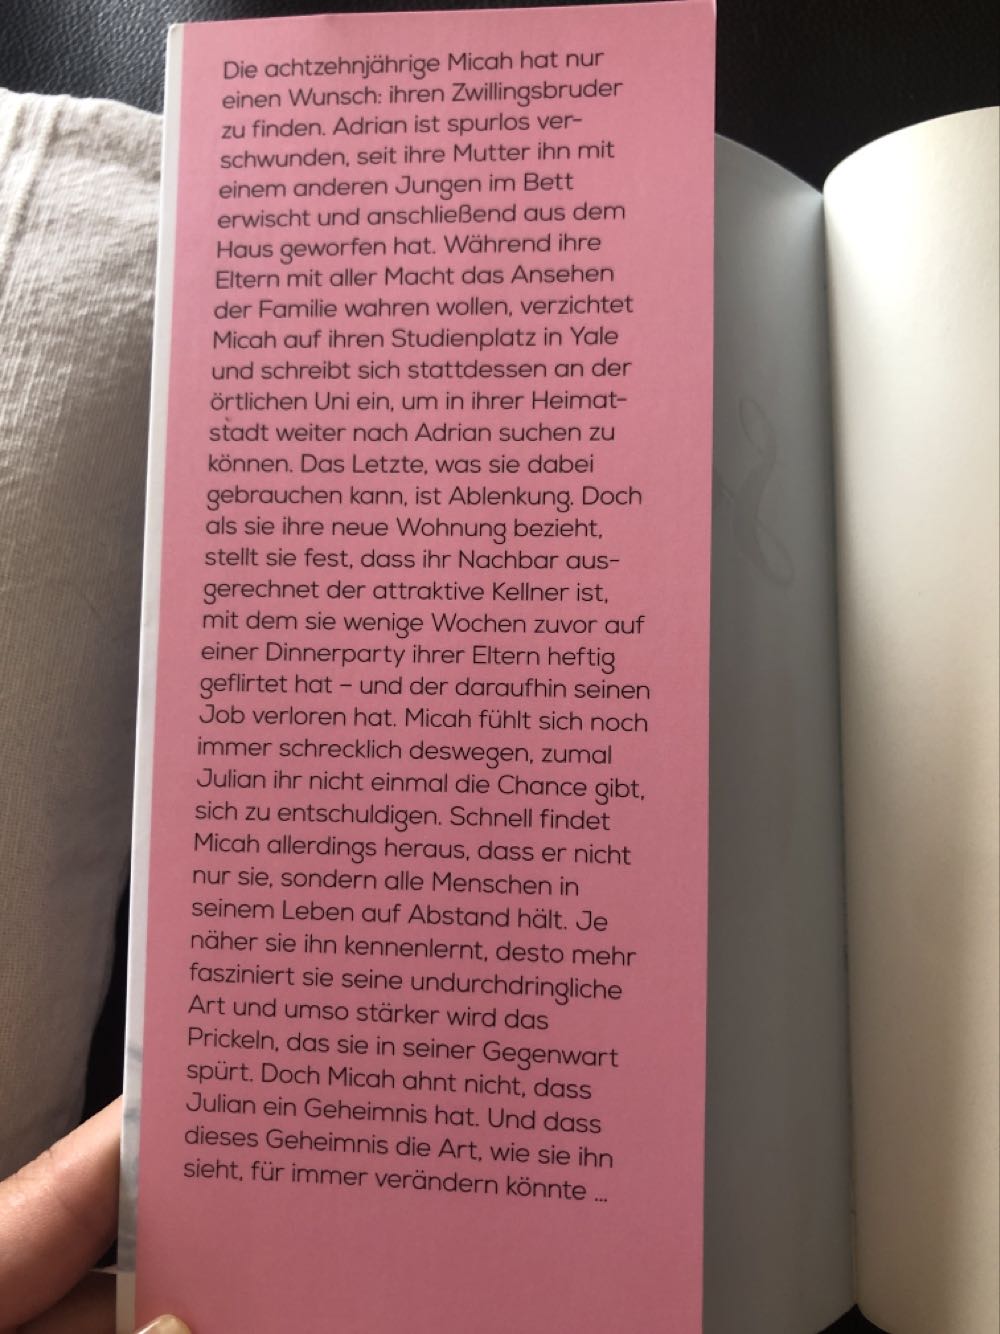 Die achtzehnjährige Micah hat nur
einen Wunsch: ihren Zwillingsbruder
zu finden. Adrian ist spurlos ver-
schwunden, seit ihre Mutter ihn mit
einem anderen Jungen im Bett
erwischt und anschließend aus dem
Haus geworfen hat. Während ihre
Eltern mit aller Macht das Ansehen
der Familie wahren wollen, verzichtet
Micah auf ihren Studienplatz in Yale
und schreibt sich stattdessen an der
örtlichen Uni ein, um in ihrer Heimat-
stadt weiter nach Adrian suchen zu
können. Das Letzte, was sie dabei
gebrauchen kann, ist Ablenkung. Doch
als sie ihre neue Wohnung bezieht,
stellt sie fest, dass ihr Nachbar aus-
gerechnet der attraktive Kellner ist,
mit dem sie wenige Wochen zuvor auf
einer Dinnerparty ihrer Eltern heftig
geflirtet hat – und der daraufhin seinen
Job verloren hat. Micah fühlt sich noch
immer schrecklich deswegen, zumal
Julian ihr nicht einmal die Chance gibt,
sich zu entschuldigen. Schnell findet
Micah allerdings heraus, dass er nicht
nur sie, sondern alle Menschen in
seinem Leben auf Abstand hält. Je
näher sie ihn kennenlernt, desto mehr
fasziniert sie seine undurchdringliche
Art und umso stärker wird das
Prickeln, das sie in seiner Gegenwart
spürt. Doch Micah ahnt nicht, dass
Julian ein Geheimnis hat. Und dass
dieses Geheimnis die Art, wie sie ihn
sieht, für immer verändern könnte ...